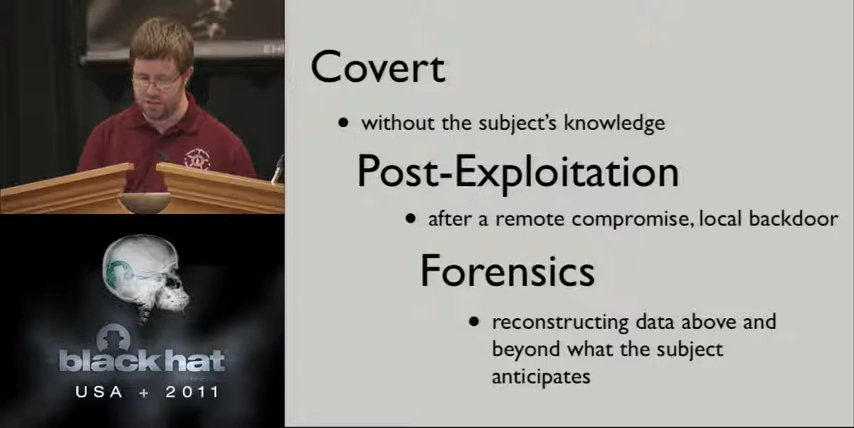 Covert
• without the subject's knowledge
Post-Exploitation
• after a remote compromise, local backdoor
Forensics
• reconstructing data above and
beyond what the subject
anticipates
black hat
USA + 2011